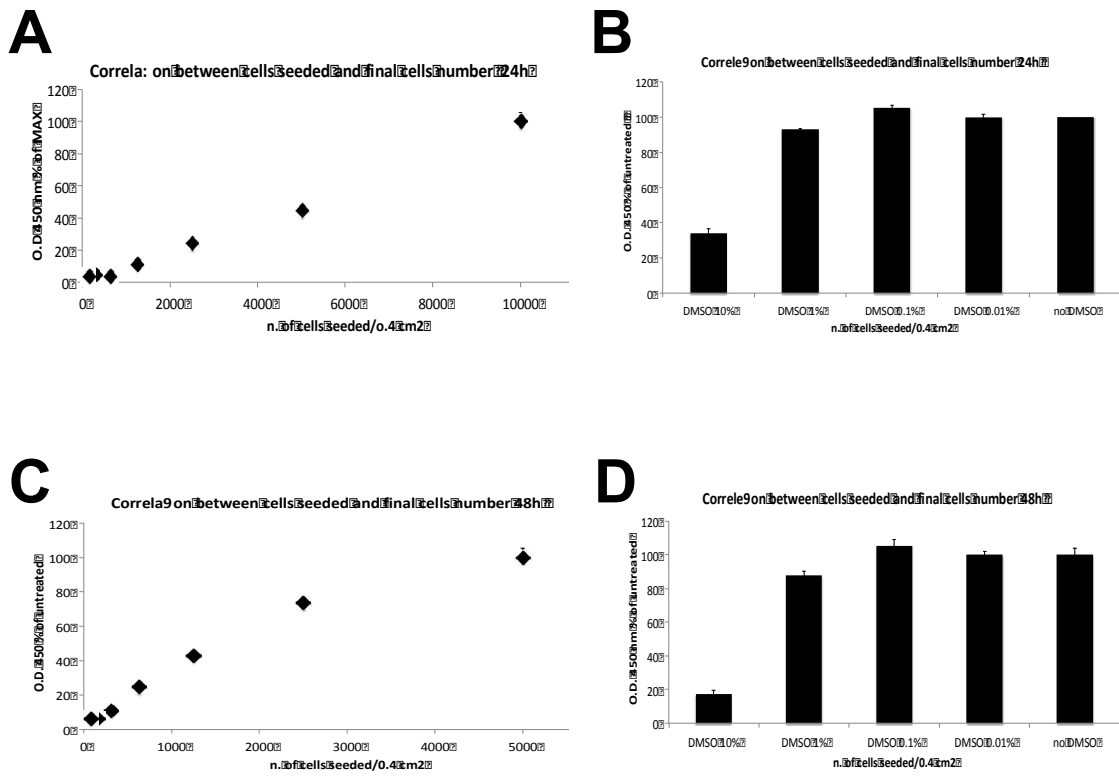 A
Correla: on between cells seeded and final cells number 24h
O.D 450 nm % of MAX
120
100
80
60
40
20
0
0 2000 4000 6000 8000 10000
n. of cells seeded/o.4 cm2
B
Correle9on between cells seeded and final cells number 24h
O.D. 450 % of untreated
120
100
80
60
40
20
0
DMSO 10% DMSO 1% DMSO 0.1% DMSO 0.01% no DMSO
n. of cells seeded/0.4 cm2
C
Correla9on between cells seeded and final cells number 48h
O.D. 450 % of untreated
120
100
80
60
40
20
0
0 1000 2000 3000 4000 5000
n. of cells seeded/0.4 cm2
D
Correle9on between cells seeded and final cells number 48h
O.D. 450 nm % of untreated
120
100
80
60
40
20
0
DMSO 10% DMSO 1% DMSO 0.1% DMSO 0.01% no DMSO
n. of cells seeded/0.4 cm2